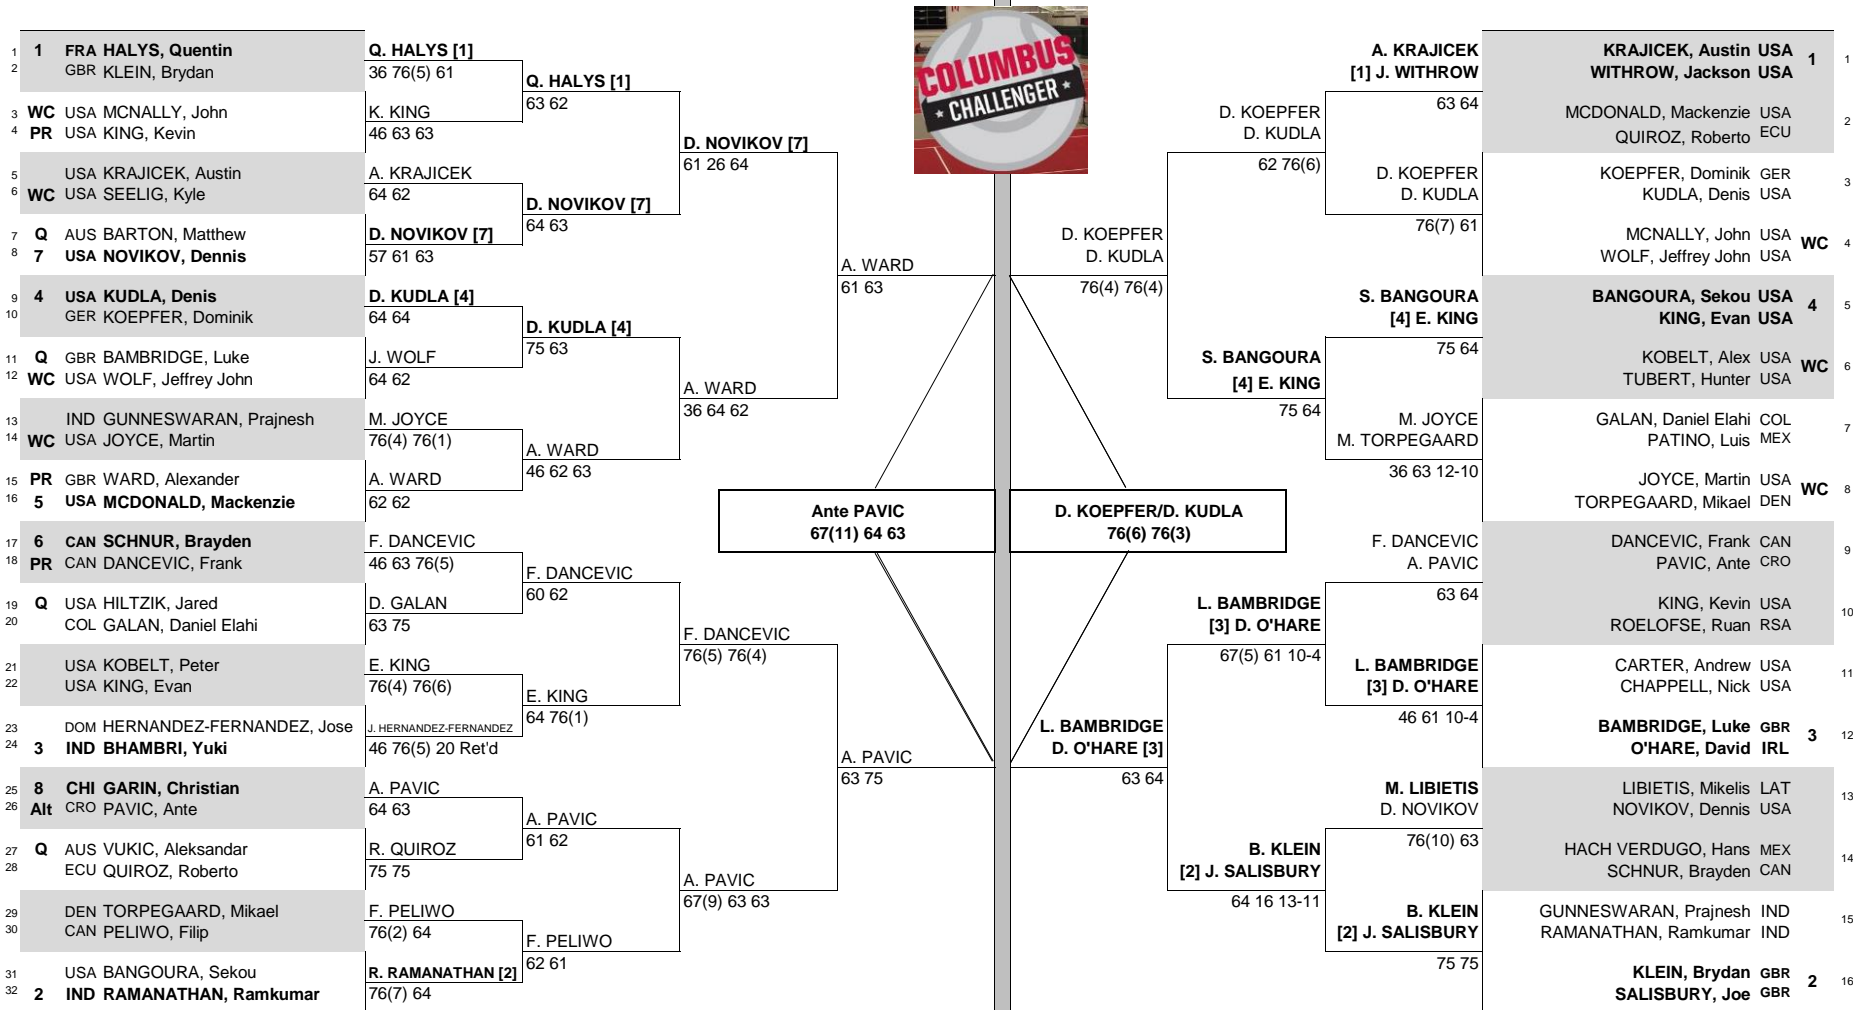 COLUMBUS
CHALLENGER
1 1 FRA HALYS, Quentin
2 GBR KLEIN, Brydan
3 WC USA MCNALLY, John
4 PR USA KING, Kevin
5 USA KRAJICEK, Austin
6 WC USA SEELIG, Kyle
7 Q AUS BARTON, Matthew
8 7 USA NOVIKOV, Dennis
9 4 USA KUDLA, Denis
10 GER KOEPFER, Dominik
11 Q GBR BAMBRIDGE, Luke
12 WC USA WOLF, Jeffrey John
13 IND GUNNESWARAN, Prajnesh
14 WC USA JOYCE, Martin
15 PR GBR WARD, Alexander
16 5 USA MCDONALD, Mackenzie
17 6 CAN SCHNUR, Brayden
18 PR CAN DANCEVIC, Frank
19 Q USA HILTZIK, Jared
20 COL GALAN, Daniel Elahi
21 USA KOBELT, Peter
22 USA KING, Evan
23 DOM HERNANDEZ-FERNANDEZ, Jose
24 3 IND BHAMBRI, Yuki
25 8 CHI GARIN, Christian
26 Alt CRO PAVIC, Ante
27 Q AUS VUKIC, Aleksandar
28 ECU QUIROZ, Roberto
29 DEN TORPEGAARD, Mikael
30 CAN PELIWO, Filip
31 USA BANGOURA, Sekou
32 2 IND RAMANATHAN, Ramkumar
Q. HALYS [1]
36 76(5) 61
K. KING
46 63 63
A. KRAJICEK
64 62
D. NOVIKOV [7]
57 61 63
D. KUDLA [4]
64 64
J. WOLF
64 62
M. JOYCE
76(4) 76(1)
A. WARD
62 62
F. DANCEVIC
46 63 76(5)
D. GALAN
63 75
E. KING
76(4) 76(6)
J. HERNANDEZ-FERNANDEZ
46 76(5) 20 Ret'd
A. PAVIC
64 63
R. QUIROZ
75 75
F. PELIWO
76(2) 64
R. RAMANATHAN [2]
76(7) 64
Q. HALYS [1]
63 62
D. NOVIKOV [7]
64 63
D. KUDLA [4]
75 63
A. WARD
46 62 63
F. DANCEVIC
60 62
E. KING
64 76(1)
A. PAVIC
61 62
F. PELIWO
62 61
D. NOVIKOV [7]
61 26 64
A. WARD
36 64 62
F. DANCEVIC
76(5) 76(4)
A. PAVIC
67(9) 63 63
A. WARD
61 63
A. PAVIC
63 75
Ante PAVIC
67(11) 64 63
D. KOEPFER/D. KUDLA
76(6) 76(3)
D. KOEPFER
D. KUDLA
76(4) 76(4)
L. BAMBRIDGE
D. O'HARE [3]
63 64
D. KOEPFER
D. KUDLA
62 76(6)
S. BANGOURA
[4] E. KING
75 64
L. BAMBRIDGE
[3] D. O'HARE
67(5) 61 10-4
B. KLEIN
[2] J. SALISBURY
64 16 13-11
A. KRAJICEK
[1] J. WITHROW
63 64
D. KOEPFER
D. KUDLA
76(7) 61
S. BANGOURA
[4] E. KING
75 64
M. JOYCE
M. TORPEGAARD
36 63 12-10
F. DANCEVIC
A. PAVIC
63 64
L. BAMBRIDGE
[3] D. O'HARE
46 61 10-4
M. LIBIETIS
D. NOVIKOV
76(10) 63
B. KLEIN
[2] J. SALISBURY
75 75
KRAJICEK, Austin USA 1 1
WITHROW, Jackson USA
MCDONALD, Mackenzie USA 2
QUIROZ, Roberto ECU
KOEPFER, Dominik GER 3
KUDLA, Denis USA
MCNALLY, John USA WC 4
WOLF, Jeffrey John USA
BANGOURA, Sekou USA 4 5
KING, Evan USA
KOBELT, Alex USA WC 6
TUBERT, Hunter USA
GALAN, Daniel Elahi COL 7
PATINO, Luis MEX
JOYCE, Martin USA WC 8
TORPEGAARD, Mikael DEN
DANCEVIC, Frank CAN 9
PAVIC, Ante CRO
KING, Kevin USA 10
ROELOFSE, Ruan RSA
CARTER, Andrew USA 11
CHAPPELL, Nick USA
BAMBRIDGE, Luke GBR 3 12
O'HARE, David IRL
LIBIETIS, Mikelis LAT 13
NOVIKOV, Dennis USA
HACH VERDUGO, Hans MEX 14
SCHNUR, Brayden CAN
GUNNESWARAN, Prajnesh IND 15
RAMANATHAN, Ramkumar IND
KLEIN, Brydan GBR 2 16
SALISBURY, Joe GBR